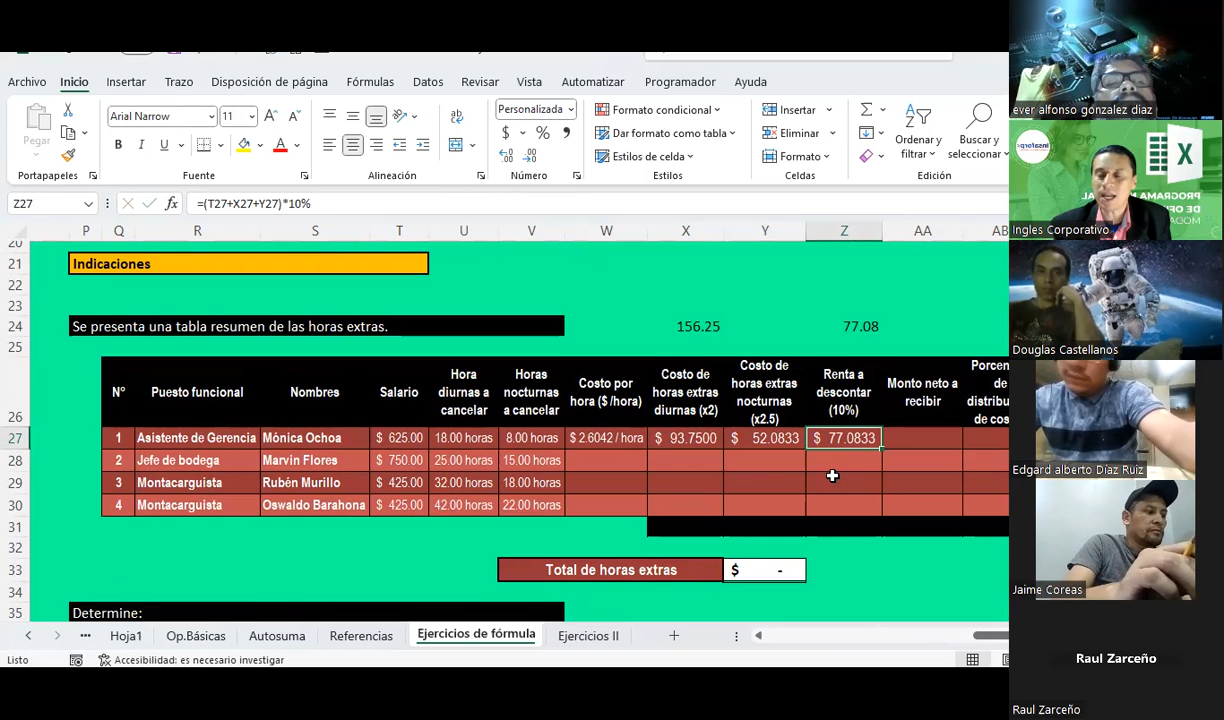 Archivo Inicio Insertar Trazo Disposición de página Fórmulas Datos Revisar Vista Automatizar Programador Ayuda
Pegar
Arial Narrow 11
N K S
Personalizada
$ % 000
Formato condicional
Dar formato como tabla
Estilos de celda
Insertar
Eliminar
Formato
Ordenar y filtrar
Buscar y seleccionar
Portapapeles Fuente Alineación Número Estilos Celdas Edición
Z27 fx =(T27+X27+Y27)*10%
P Q R S T U V W X Y Z AA AB
20
21 Indicaciones
22
23
24 Se presenta una tabla resumen de las horas extras. 156.25 77.08
25
26 N° Puesto funcional Nombres Salario Hora diurnas a cancelar Horas nocturnas a cancelar Costo por hora ($ /hora) Costo de horas extras diurnas (x2) Costo de horas extras nocturnas (x2.5) Renta a descontar (10%) Monto neto a recibir
27 1 Asistente de Gerencia Mónica Ochoa $ 625.00 18.00 horas 8.00 horas $ 2.6042 / hora $ 93.7500 $ 52.0833 $ 77.0833
28 2 Jefe de bodega Marvin Flores $ 750.00 25.00 horas 15.00 horas
29 3 Montacarguista Rubén Murillo $ 425.00 32.00 horas 18.00 horas
30 4 Montacarguista Oswaldo Barahona $ 425.00 42.00 horas 22.00 horas
31
32
33 Total de horas extras $ -
34
35 Determine:
Hoja1 Op.Básicas Autosuma Referencias Ejercicios de fórmula Ejercicios II
Listo Accesibilidad: es necesario investigar
ever alfonso gonzalez diaz
Insaforp
Ingles Corporativo
Douglas Castellanos
Edgard alberto Díaz Ruiz
Jaime Coreas
Raul Zarceño
Raul Zarceño